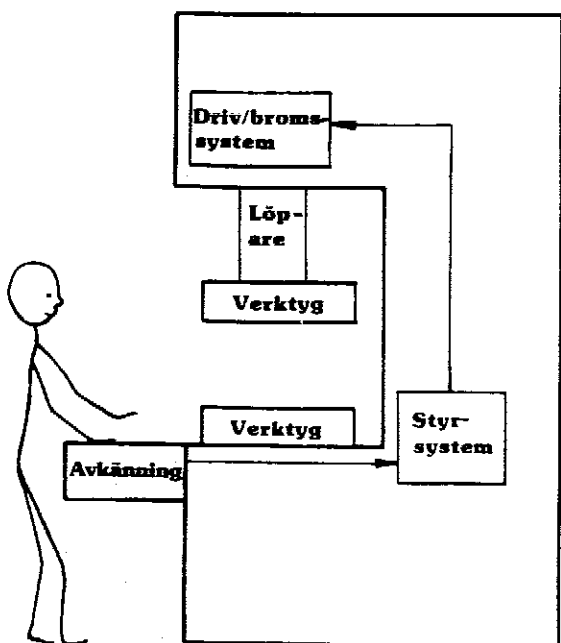 Driv/broms-
system
Löp-
are
Verktyg
Verktyg
Styr-
system
Avkänning